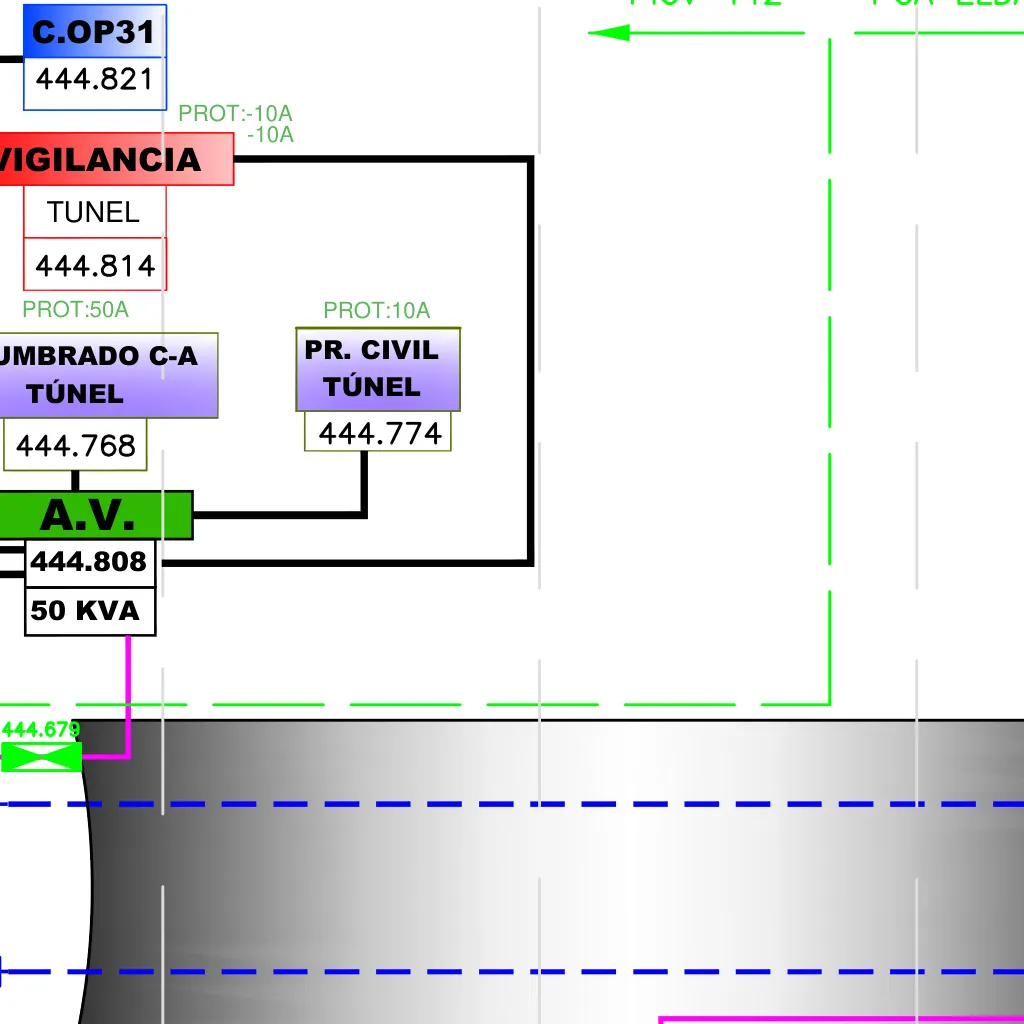 C.OP31
444.821
PROT:-10A
-10A
VIGILANCIA
TUNEL
444.814
PROT:50A
PROT:10A
UMBRADO C-A
TÚNEL
PR. CIVIL
TÚNEL
444.768
444.774
A.V.
444.808
50 KVA
444.679